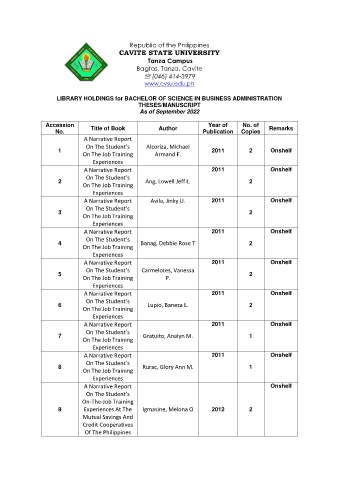 Republic of the Philippines
CAVITE STATE UNIVERSITY
Tanza Campus
Bagtas, Tanza, Cavite
☏ (046) 414-3979
www.cvsu.edu.ph
LIBRARY HOLDINGS for BACHELOR OF SCIENCE IN BUSINESS ADMINISTRATION
THESES/MANUSCRIPT
As of September 2022
Accession No. Title of Book Author Year of Publication No. of Copies Remarks
1 A Narrative Report On The Student's On The Job Training Experiences Alcoriza, Michael Armand F. 2011 2 Onshelf
2 A Narrative Report On The Student's On The Job Training Experiences Ang, Lowell Jeff L. 2011 2 Onshelf
3 A Narrative Report On The Student's On The Job Training Experiences Avila, Jinky U. 2011 2 Onshelf
4 A Narrative Report On The Student's On The Job Training Experiences Banag, Debbie Rose T 2011 2 Onshelf
5 A Narrative Report On The Student's On The Job Training Experiences Carmelotes, Vanessa P. 2011 2 Onshelf
6 A Narrative Report On The Student's On The Job Training Experiences Lupio, Baneza L. 2011 2 Onshelf
7 A Narrative Report On The Student's On The Job Training Experiences Gratuito, Analyn M. 2011 1 Onshelf
8 A Narrative Report On The Student's On The Job Training Experiences Rurac, Glory Ann M. 2011 1 Onshelf
9 A Narrative Report On The Student's On-The-Job Training Experiences At The Mutual Savings And Credit Cooperatives Of The Philippines Igmasine, Melona O 2012 2 Onshelf